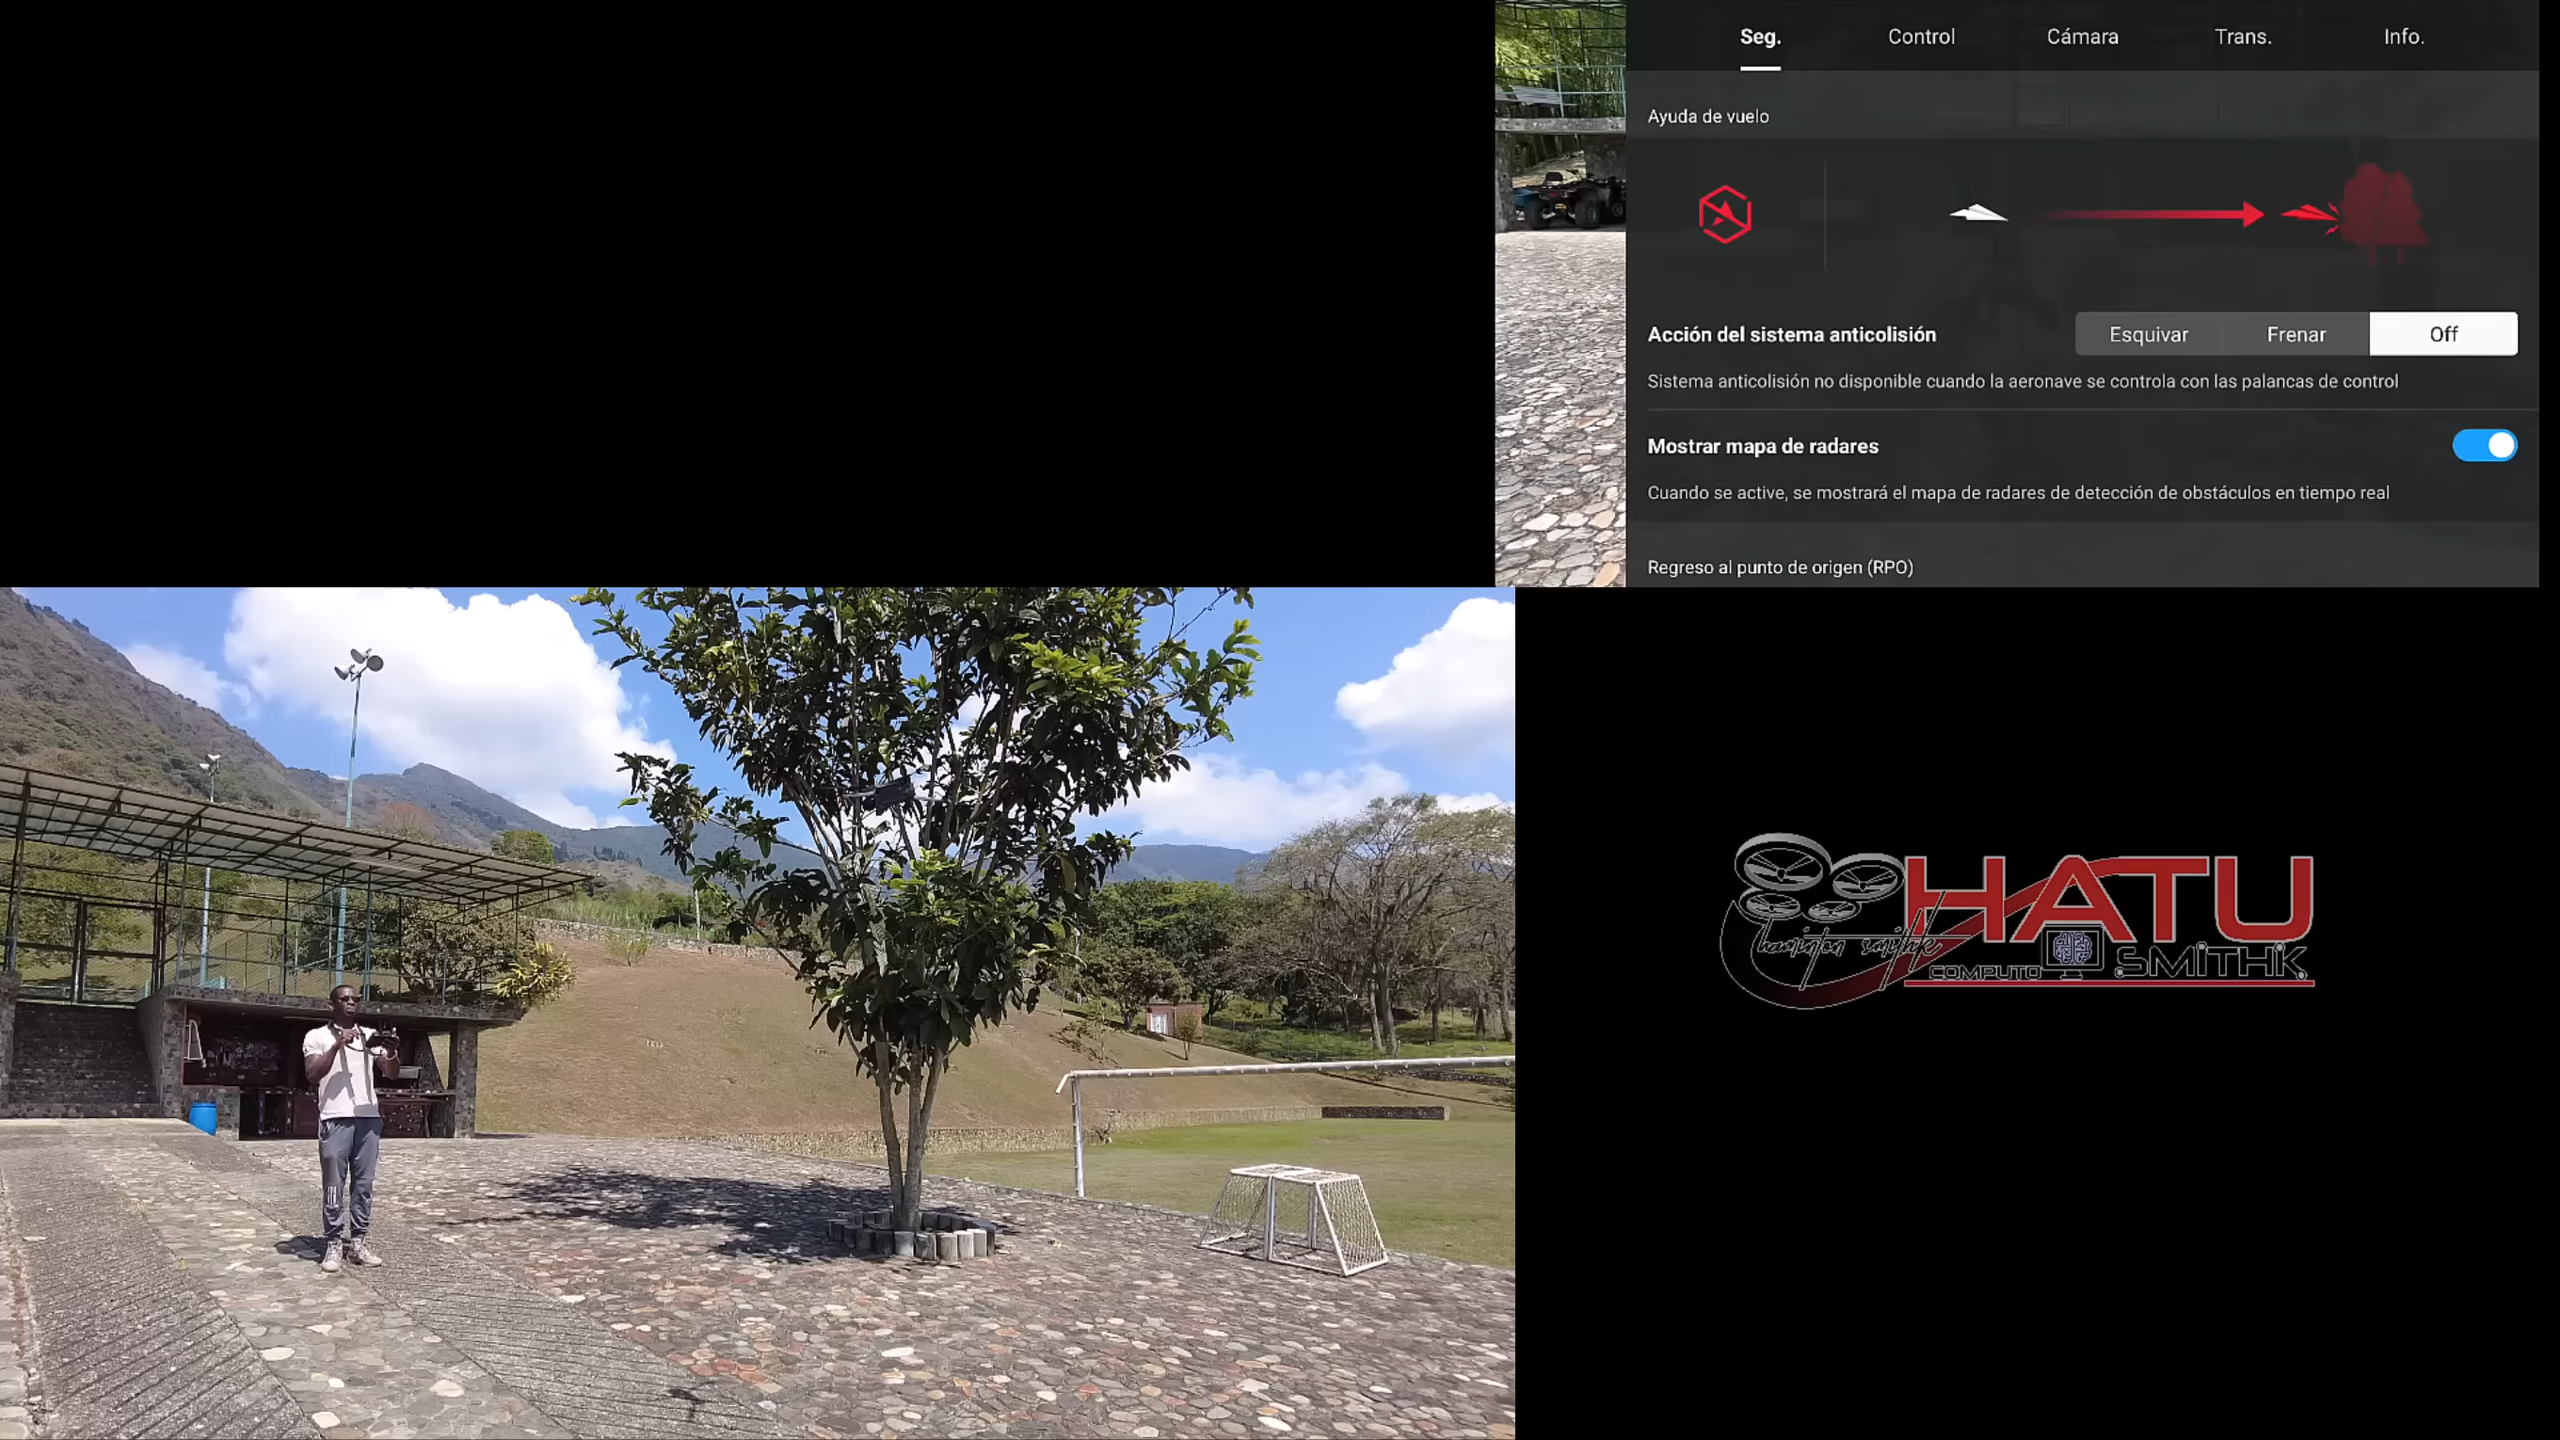 Seg. Control Cámara Trans. Info.
Ayuda de vuelo
Acción del sistema anticolisión Esquivar Frenar Off
Sistema anticolisión no disponible cuando la aeronave se controla con las palancas de control
Mostrar mapa de radares
Cuando se active, se mostrará el mapa de radares de detección de obstáculos en tiempo real
Regreso al punto de origen (RPO)
HATU
Chaminton smithk
COMPUTO SMITHK